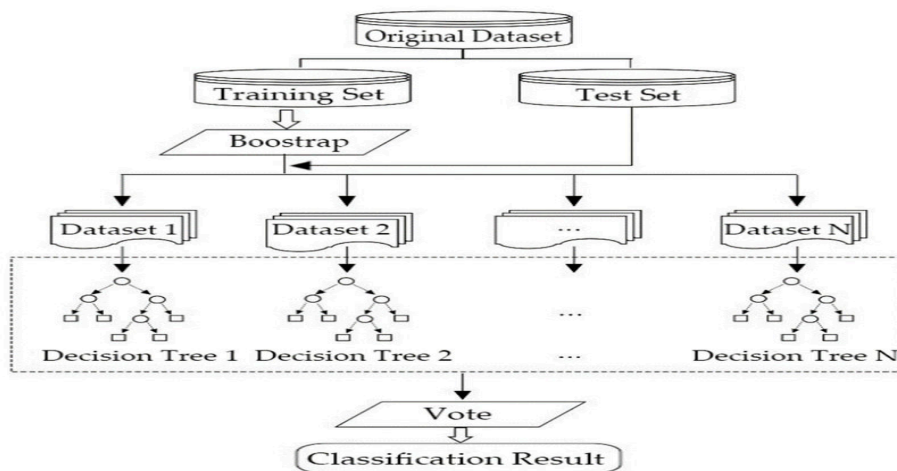 Original Dataset
Training Set
Test Set
Boostrap
Dataset 1
Dataset 2
...
Dataset N
...
Decision Tree 1
Decision Tree 2
...
Decision Tree N
Vote
Classification Result